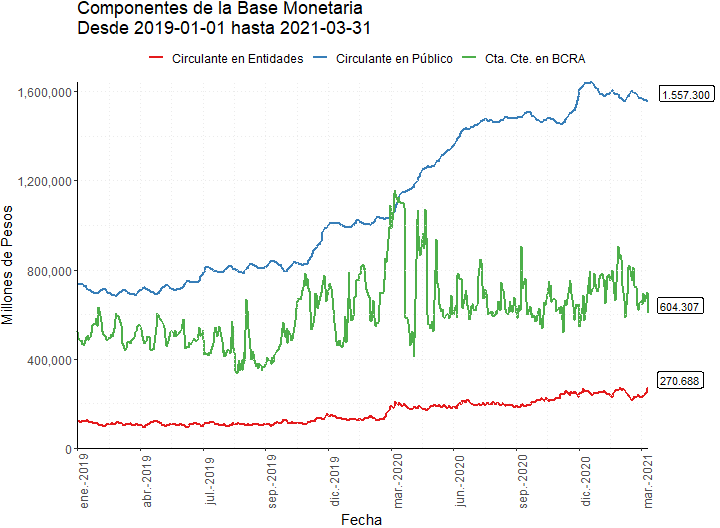 Componentes de la Base Monetaria
Desde 2019-01-01 hasta 2021-03-31
Circulante en Entidades Circulante en Público Cta. Cte. en BCRA
Millones de Pesos
1,600,000
1,200,000
800,000
400,000
0
1.557.300
604.307
270.688
ene.-2019
abr.-2019
jul.-2019
sep.-2019
dic.-2019
mar.-2020
jun.-2020
sep.-2020
dic.-2020
mar.-2021
Fecha